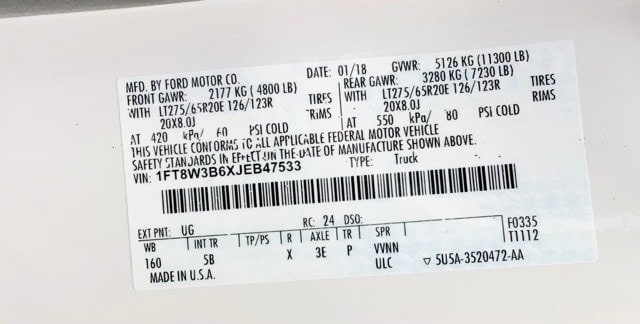 MFD. BY FORD MOTOR CO. DATE: 01/18 GVWR: 5126 KG (11300 LB)
FRONT GAWR: 2177 KG (4800 LB) REAR GAWR: 3280 KG (7230 LB)
WITH LT275/65R20E 126/123R TIRES WITH LT275/65R20E 126/123R TIRES
20X8.0J RIMS 20X8.0J RIMS
AT 420 kPa/ 60 PSI COLD AT 550 kPa/ 80 PSI COLD
THIS VEHICLE CONFORMS TO ALL APPLICABLE FEDERAL MOTOR VEHICLE
SAFETY STANDARDS IN EFFECT ON THE DATE OF MANUFACTURE SHOWN ABOVE.
VIN: 1FT8W3B6XJEB47533 TYPE: Truck
EXT PNT: UG RC: 24 DSO: F0335
WB INT TR TP/PS R AXLE TR SPR T1112
160 5B X 3E P VVNN
MADE IN U.S.A. ULC ▽ 5U5A-3520472-AA